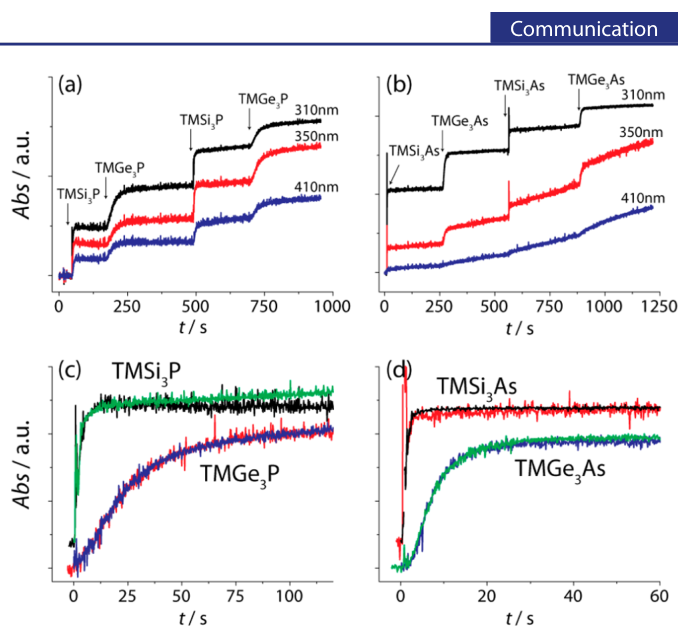 Communication
(a)
TMSi₃P
TMGe₃P
TMSi₃P
TMGe₃P
310nm
350nm
410nm
Abs / a.u.
0 250 500 750 1000
t / s
(b)
TMSi₃As
TMGe₃As
TMSi₃As
TMGe₃As
310nm
350nm
410nm
0 250 500 750 1000 1250
t / s
(c)
TMSi₃P
TMGe₃P
Abs / a.u.
0 25 50 75 100
t / s
(d)
TMSi₃As
TMGe₃As
0 20 40 60
t / s